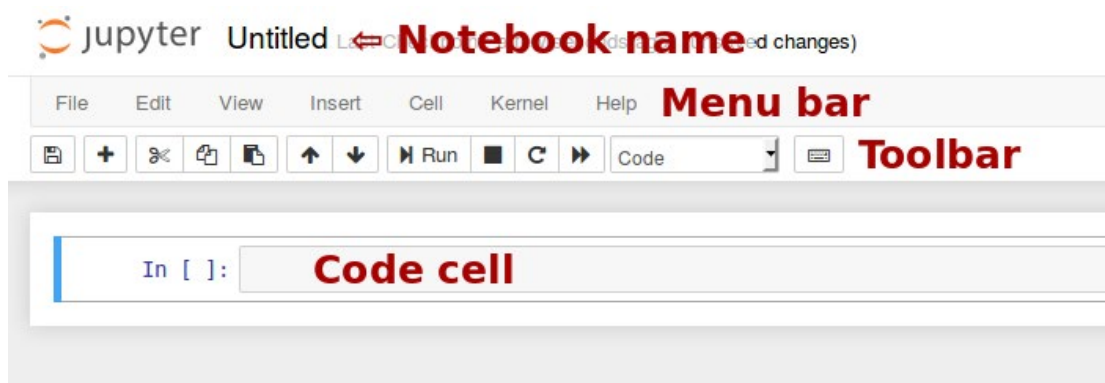 jupyter Untitled ⇐ Notebook name d changes)
File Edit View Insert Cell Kernel Help Menu bar
Run Code Toolbar
In [ ]: Code cell